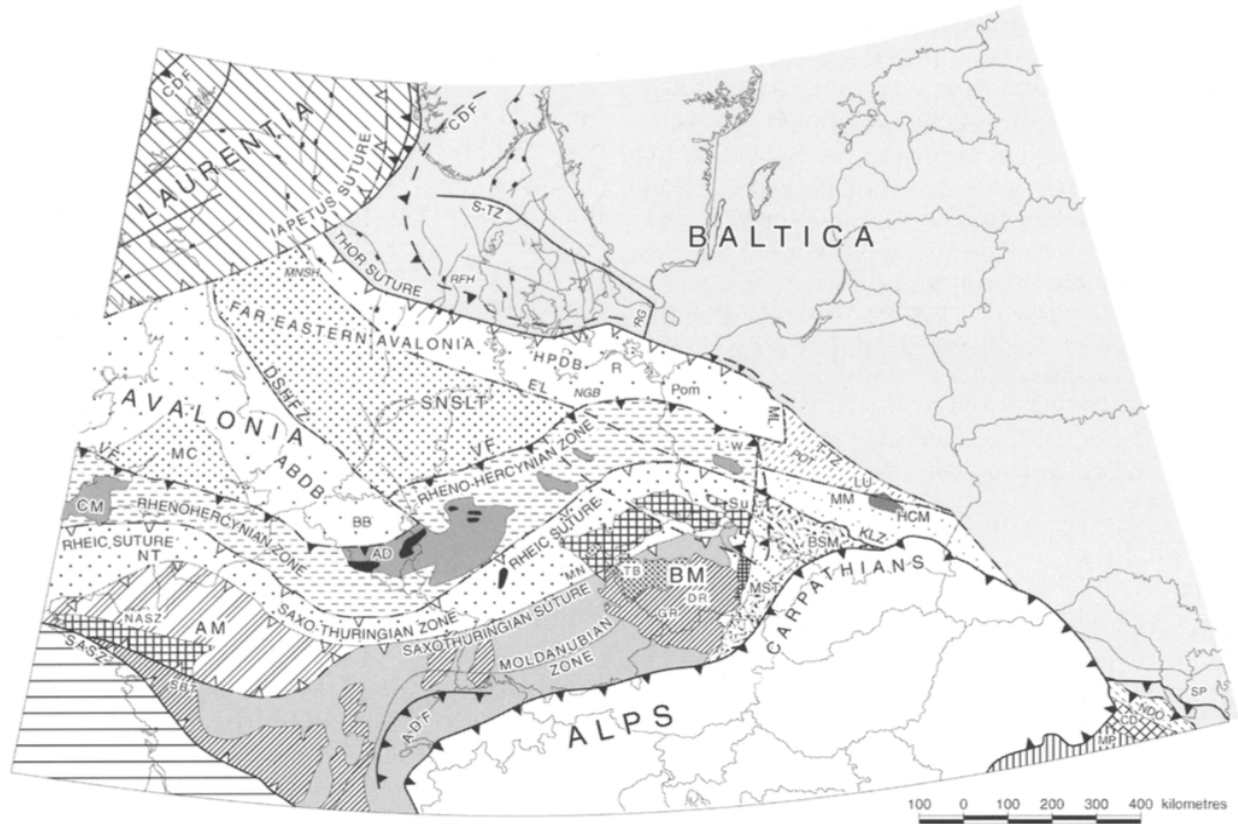 CDF
LAURENTIA
IAPETUS SUTURE
CDF
S-TZ
BALTICA
THOR SUTURE
MNSH
RFH
RG
FAR EASTERN AVALONIA
HPDB
R
EL
NGB
Pom
ML
DSHFZ
SNSLT
AVALONIA
ABDB
VF
VF
MC
L-W
T-TZ
POT
LU
CM
RHENOHERCYNIAN ZONE
RHENO-HERCYNIAN ZONE
MM
HCM
BB
Su
RHEIC SUTURE
RHEIC SUTURE
NT
AD
BSM
KLZ
MN
TB
BM
DR
GR
MST
CARPATHIANS
NASZ
AM
SAXO-THURINGIAN ZONE
SAXOTHURINGIAN SUTURE
MOLDANUBIAN
ZONE
SASZ
SBT
SP
NDO
CD
MP
ADF
ALPS
100 0 100 200 300 400 kilometres